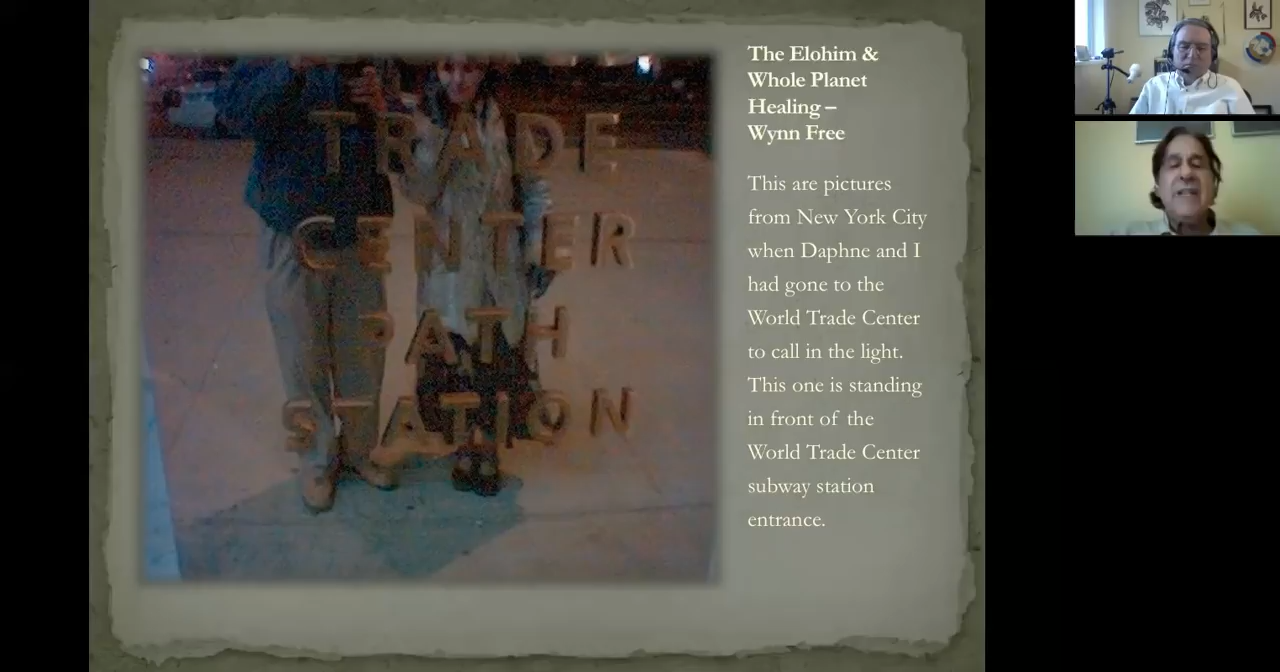 TRADE
CENTER
PATH
STATION
The Elohim &
Whole Planet
Healing –
Wynn Free
This are pictures
from New York City
when Daphne and I
had gone to the
World Trade Center
to call in the light.
This one is standing
in front of the
World Trade Center
subway station
entrance.